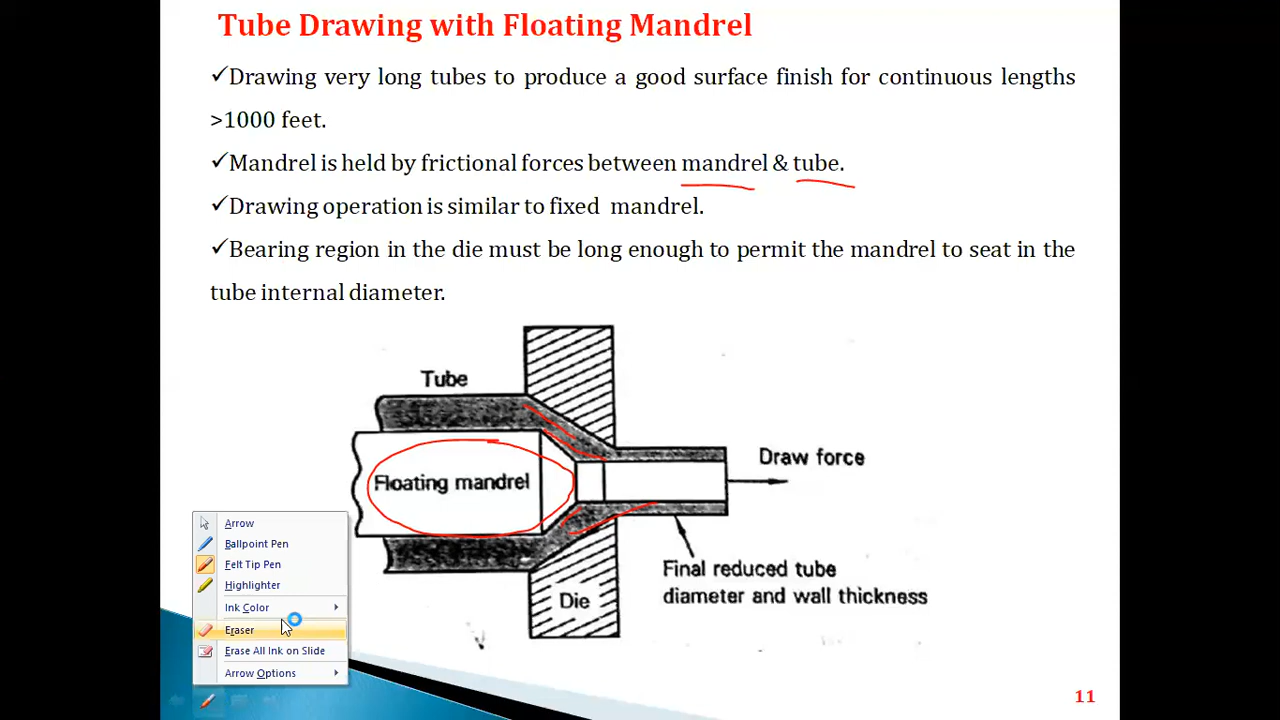 Tube Drawing with Floating Mandrel
✓Drawing very long tubes to produce a good surface finish for continuous lengths
>1000 feet.
✓Mandrel is held by frictional forces between mandrel & tube.
✓Drawing operation is similar to fixed mandrel.
✓Bearing region in the die must be long enough to permit the mandrel to seat in the
tube internal diameter.
Tube
Draw force
Floating mandrel
Final reduced tube
diameter and wall thickness
Die
Arrow
Ballpoint Pen
Felt Tip Pen
Highlighter
Ink Color
Eraser
Erase All Ink on Slide
Arrow Options
11